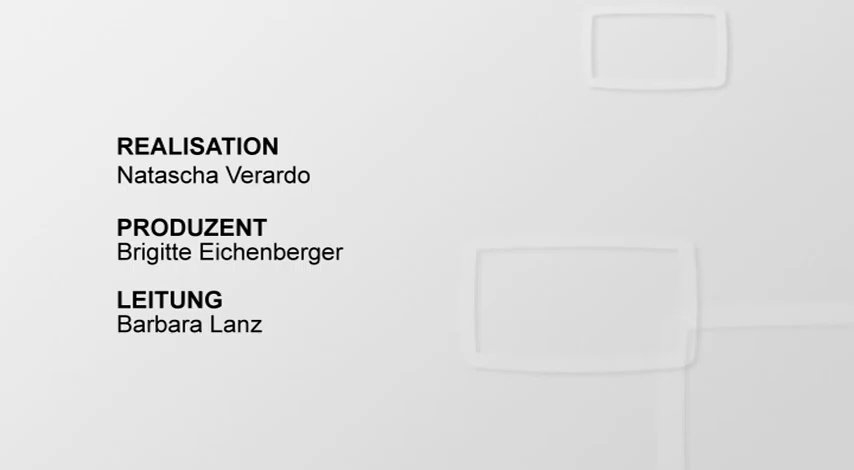 REALISATION
Natascha Verardo
PRODUZENT
Brigitte Eichenberger
LEITUNG
Barbara Lanz